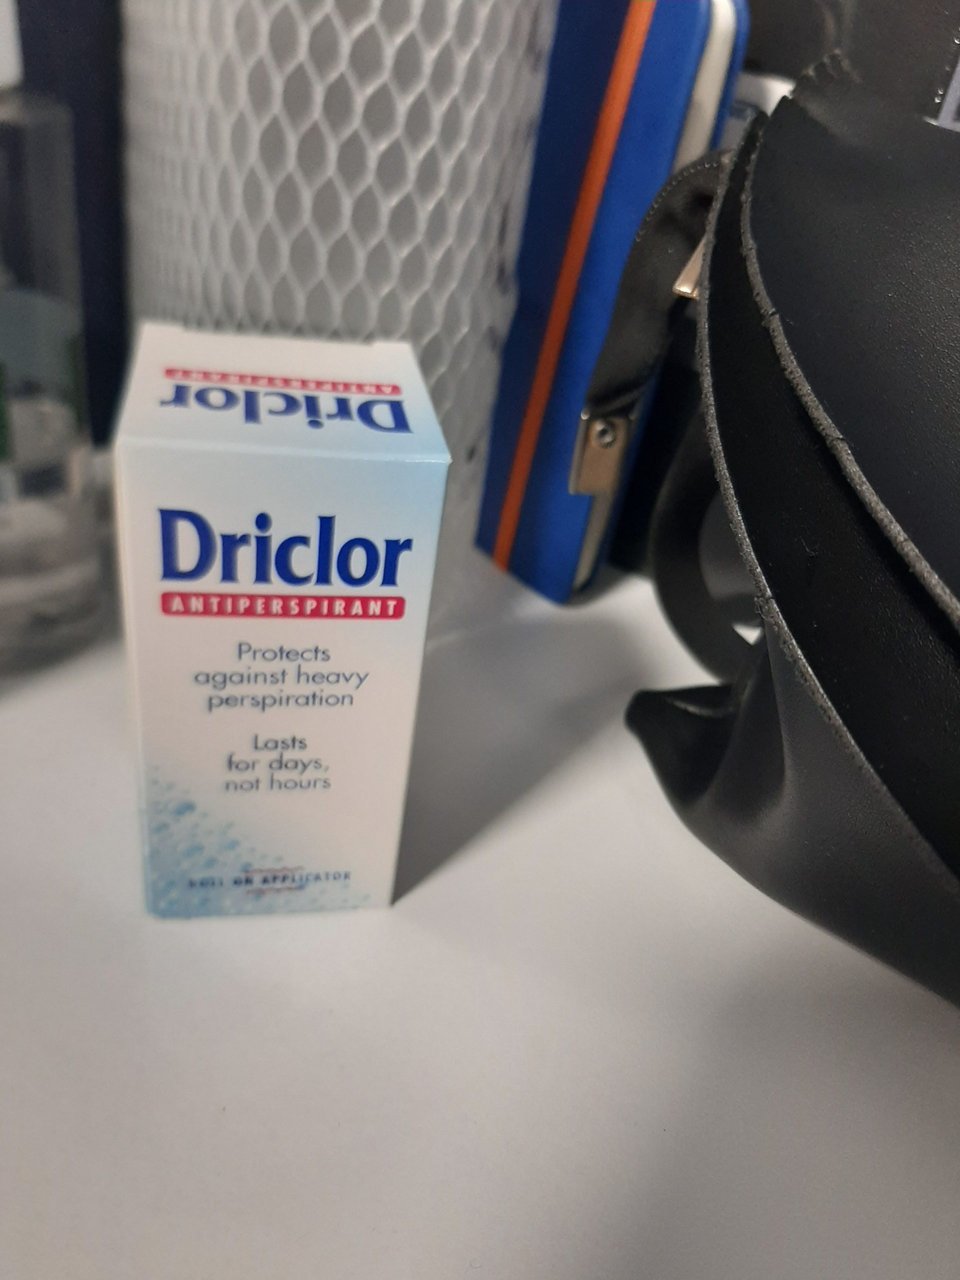 Driclor
ANTIPERSPIRANT
Driclor
ANTIPERSPIRANT
Protects
against heavy
perspiration
Lasts
for days,
not hours
ROLL ON APPLICATOR